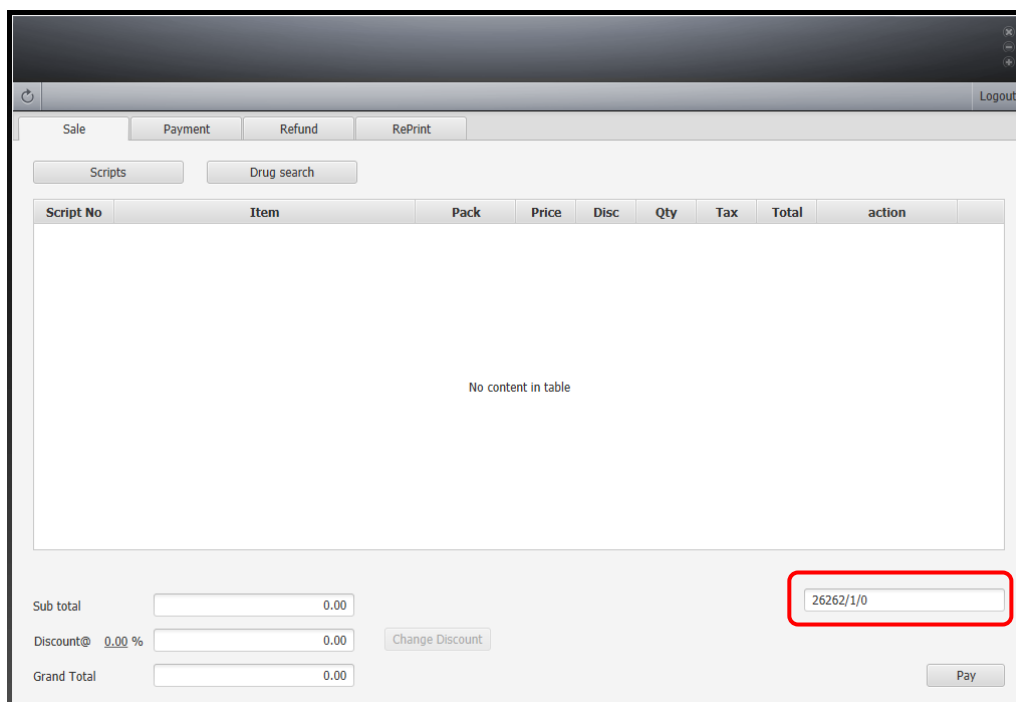 Logout
Sale Payment Refund RePrint
Scripts Drug search
Script No Item Pack Price Disc Qty Tax Total action
No content in table
Sub total 0.00 26262/1/0
Discount@ 0.00 % 0.00 Change Discount
Grand Total 0.00 Pay